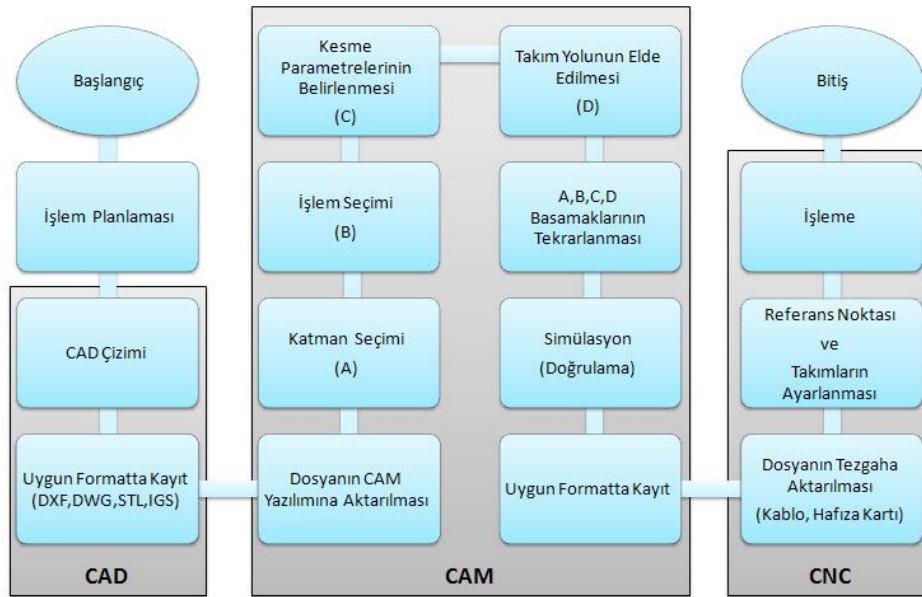 Başlangıç
İşlem Planlaması
CAD Çizimi
Uygun Formatta Kayıt
(DXF,DWG,STL,IGS)
CAD
Kesme
Parametrelerinin
Belirlenmesi
(C)
İşlem Seçimi
(B)
Katman Seçimi
(A)
Dosyanın CAM
Yazılımına Aktarılması
Takım Yolunun Elde
Edilmesi
(D)
A,B,C,D
Basamaklarının
Tekrarlanması
Simülasyon
(Doğrulama)
Uygun Formatta Kayıt
CAM
Bitiş
İşleme
Referans Noktası
ve
Takımların
Ayarlanması
Dosyanın Tezgaha
Aktarılması
(Kablo, Hafıza Kartı)
CNC